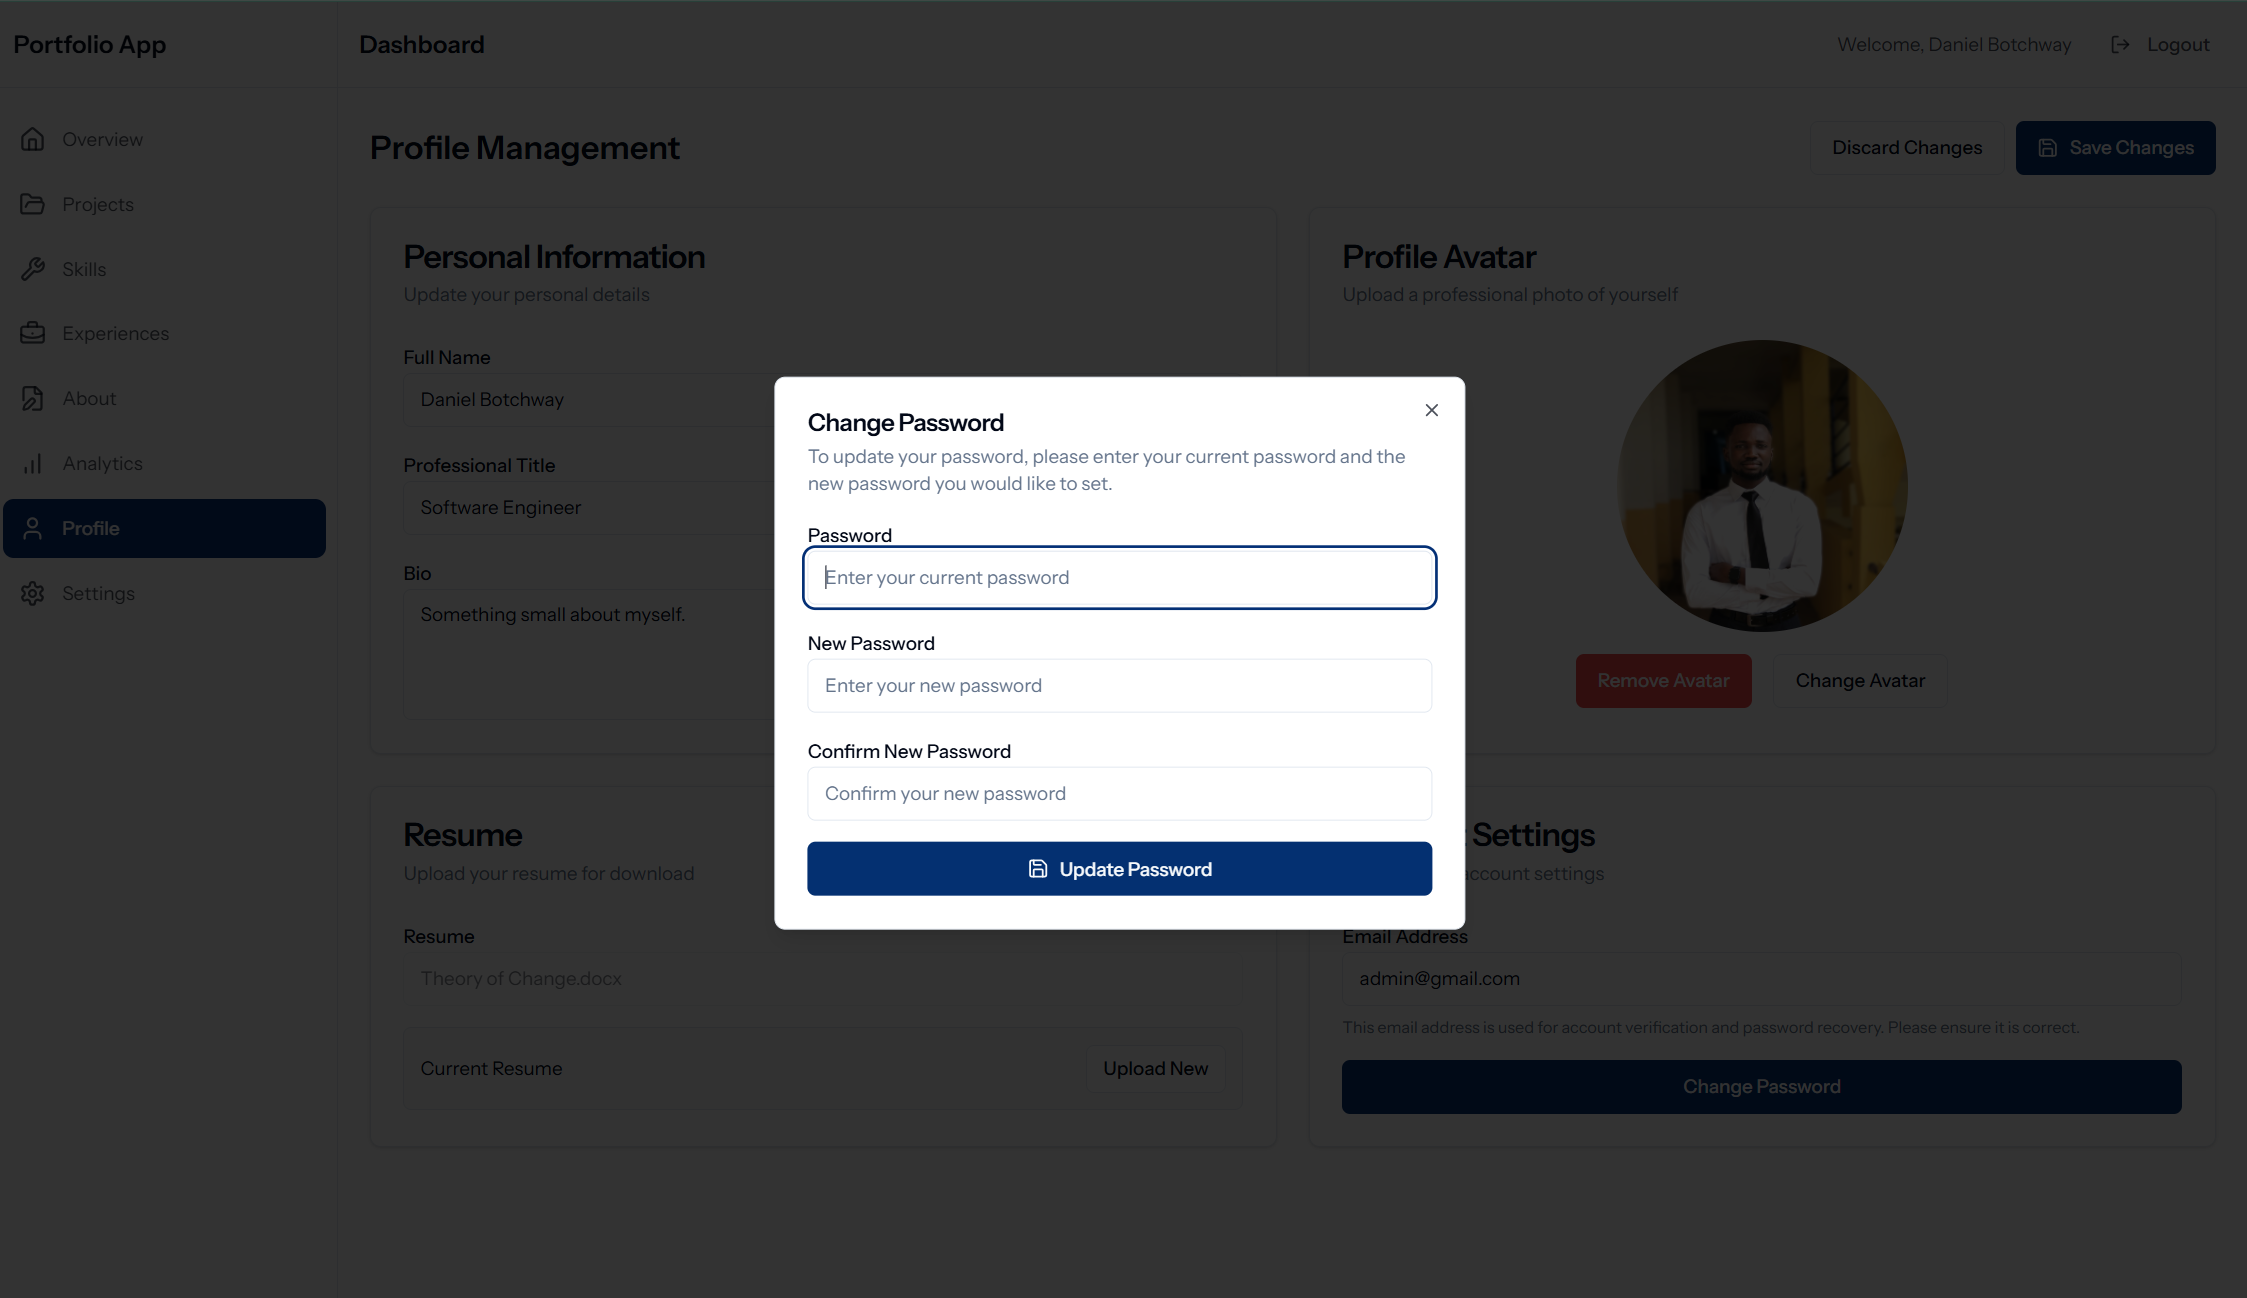 Portfolio App
Dashboard
Welcome, Daniel Botchway
Logout
Overview
Projects
Skills
Experiences
About
Analytics
Profile
Settings
Profile Management
Discard Changes
Save Changes
Personal Information
Update your personal details
Full Name
Daniel Botchway
Professional Title
Software Engineer
Bio
Something small about myself.
Profile Avatar
Upload a professional photo of yourself
Remove Avatar
Change Avatar
Change Password
To update your password, please enter your current password and the
new password you would like to set.
Password
Enter your current password
New Password
Enter your new password
Confirm New Password
Confirm your new password
Update Password
Resume
Upload your resume for download
Resume
Theory of Change.docx
Current Resume
Upload New
Settings
account settings
Email Address
admin@gmail.com
This email address is used for account verification and password recovery. Please ensure it is correct.
Change Password